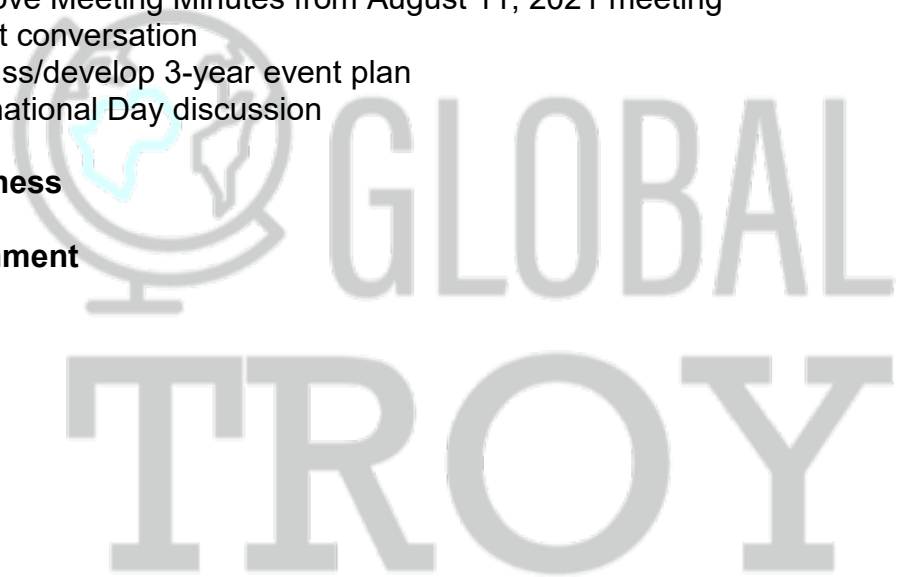 ove Meeting Minutes from August 11, 2021 meeting
t conversation
ss/develop 3-year event plan
national Day discussion
ness
nment
GLOBAL
TROY